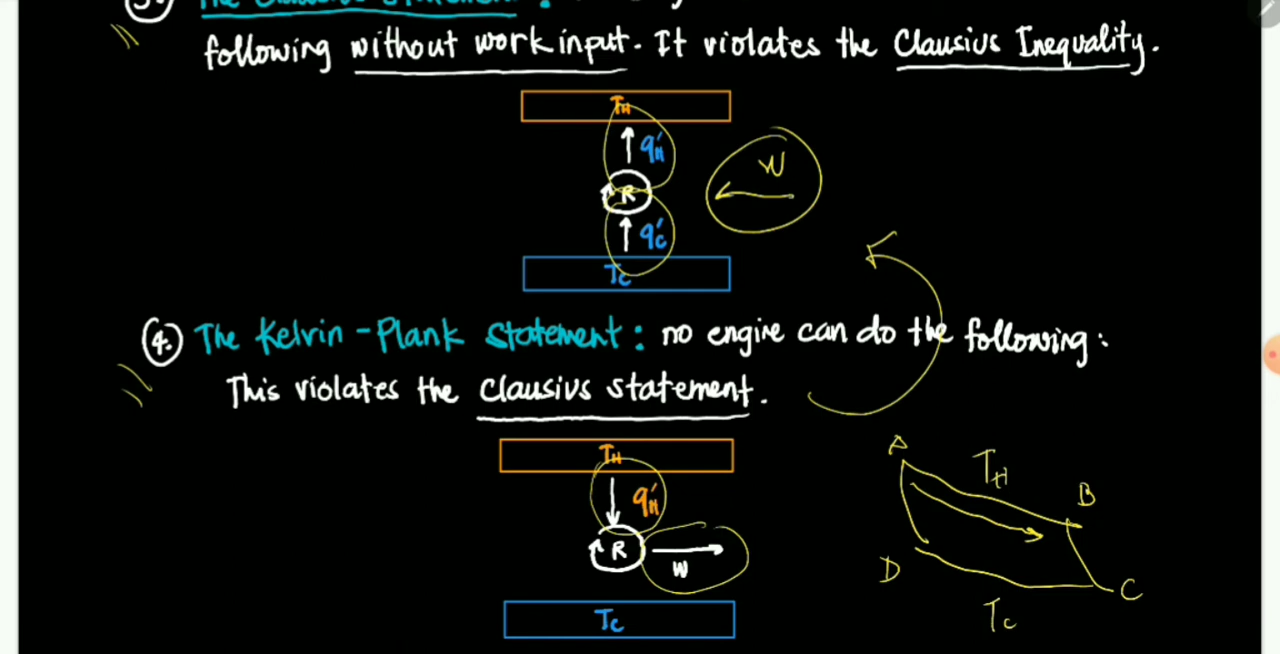 3.
following without work input. It violates the Clausius Inequality.
TH
q'H
W
R
q'c
Tc
4. The Kelvin-Plank Statement: no engine can do the following:
This violates the Clausius statement.
TH
q'H
R
W
Tc
A
TH
B
D
C
Tc